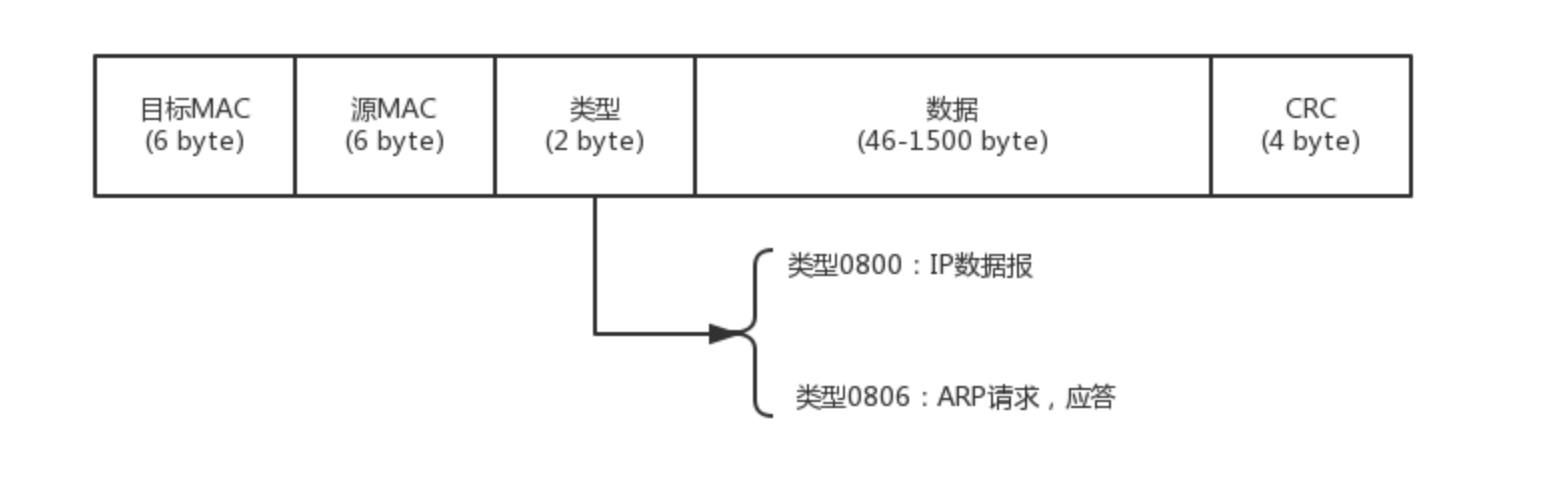 目标MAC
(6 byte)
源MAC
(6 byte)
类型
(2 byte)
数据
(46-1500 byte)
CRC
(4 byte)
类型0800：IP数据报
类型0806：ARP请求，应答